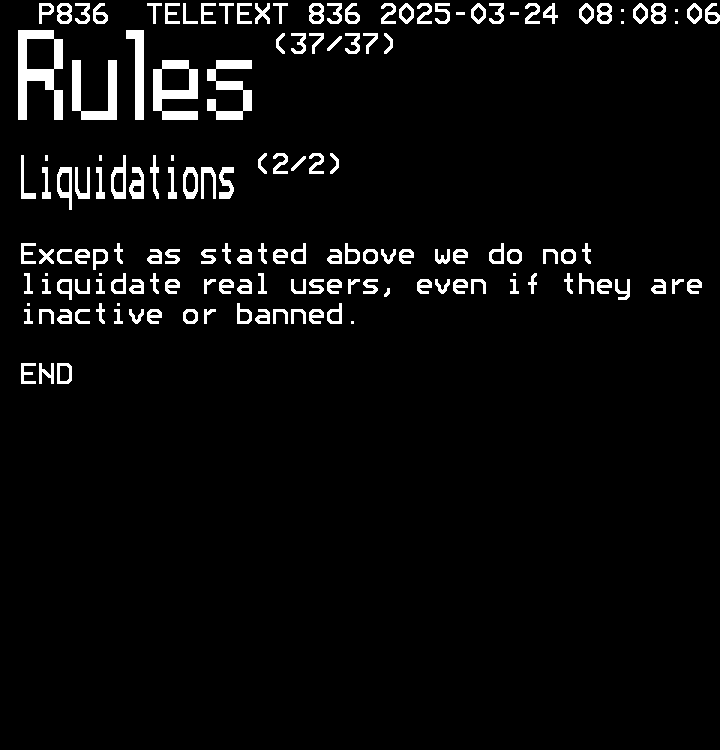 P836 TELETEXT 836 2025-03-24 08:08:06
Rules (37/37)
Liquidations (2/2)
Except as stated above we do not
liquidate real users, even if they are
inactive or banned.
END